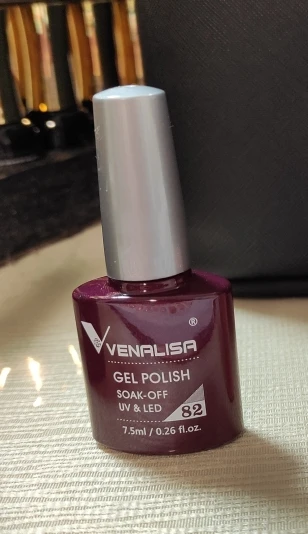 VENALISA ®
GEL POLISH
SOAK-OFF
UV & LED
82
7.5ml / 0.26 fl.oz.